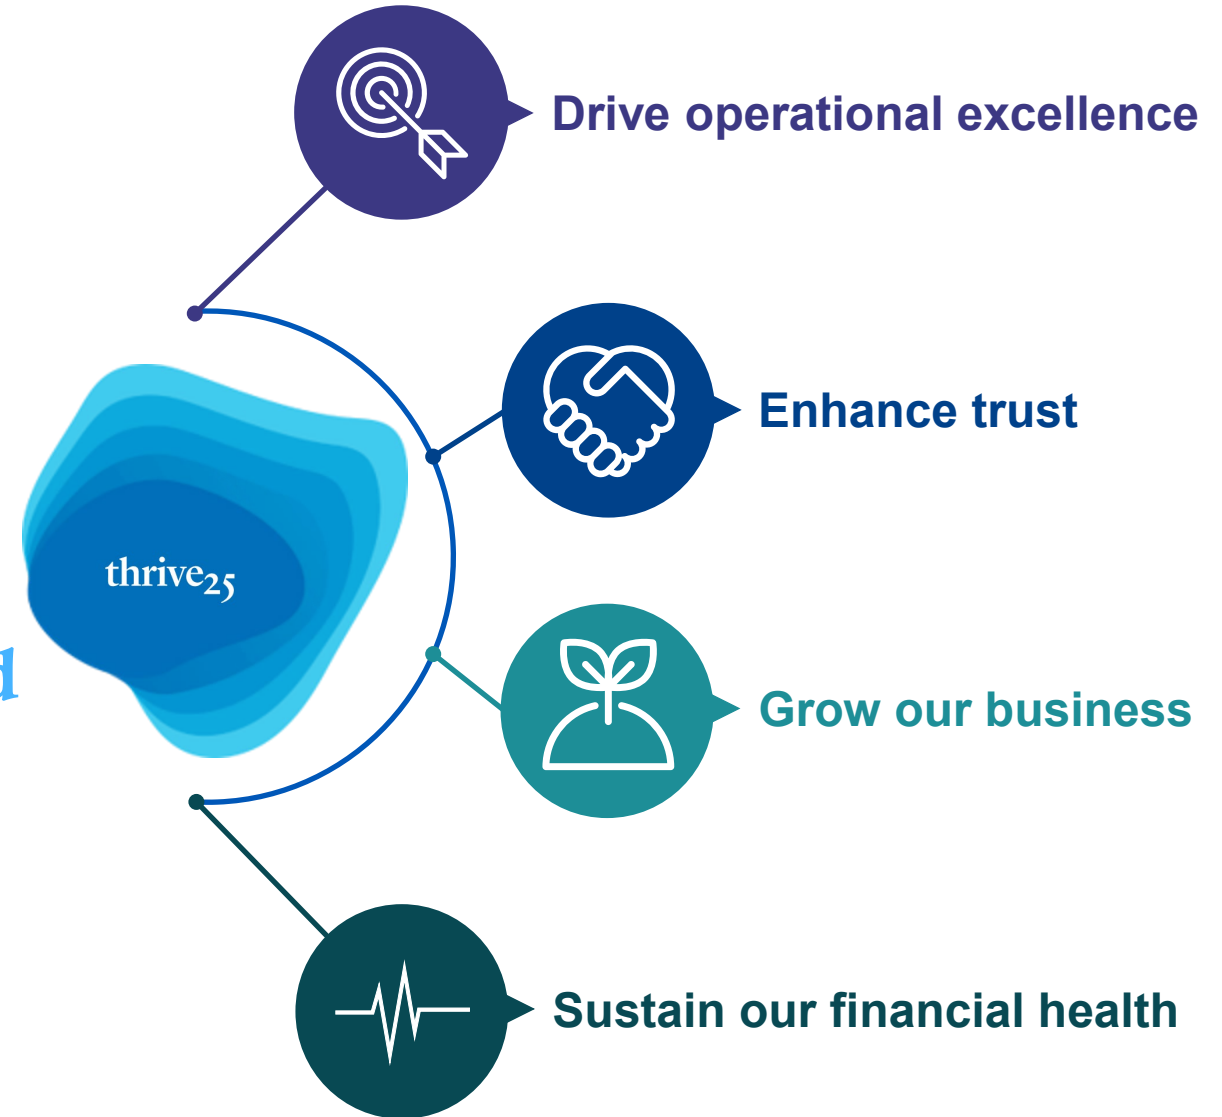 Drive operational excellence
Enhance trust
thrive25
Grow our business
Sustain our financial health